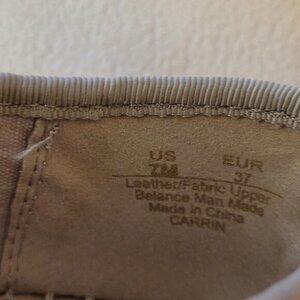 US EUR
7M 37
Leather/Fabric Upper
Balance Man Made
Made in China
CARRIN